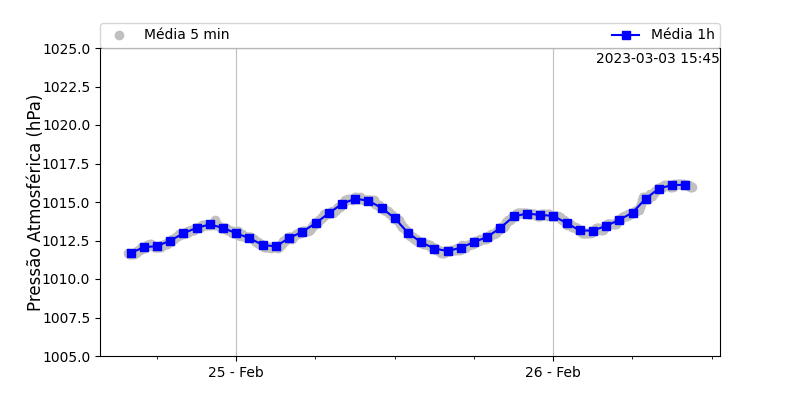 Média 5 min
Média 1h
2023-03-03 15:45
Pressão Atmosférica (hPa)
1025.0
1022.5
1020.0
1017.5
1015.0
1012.5
1010.0
1007.5
1005.0
25 - Feb
26 - Feb